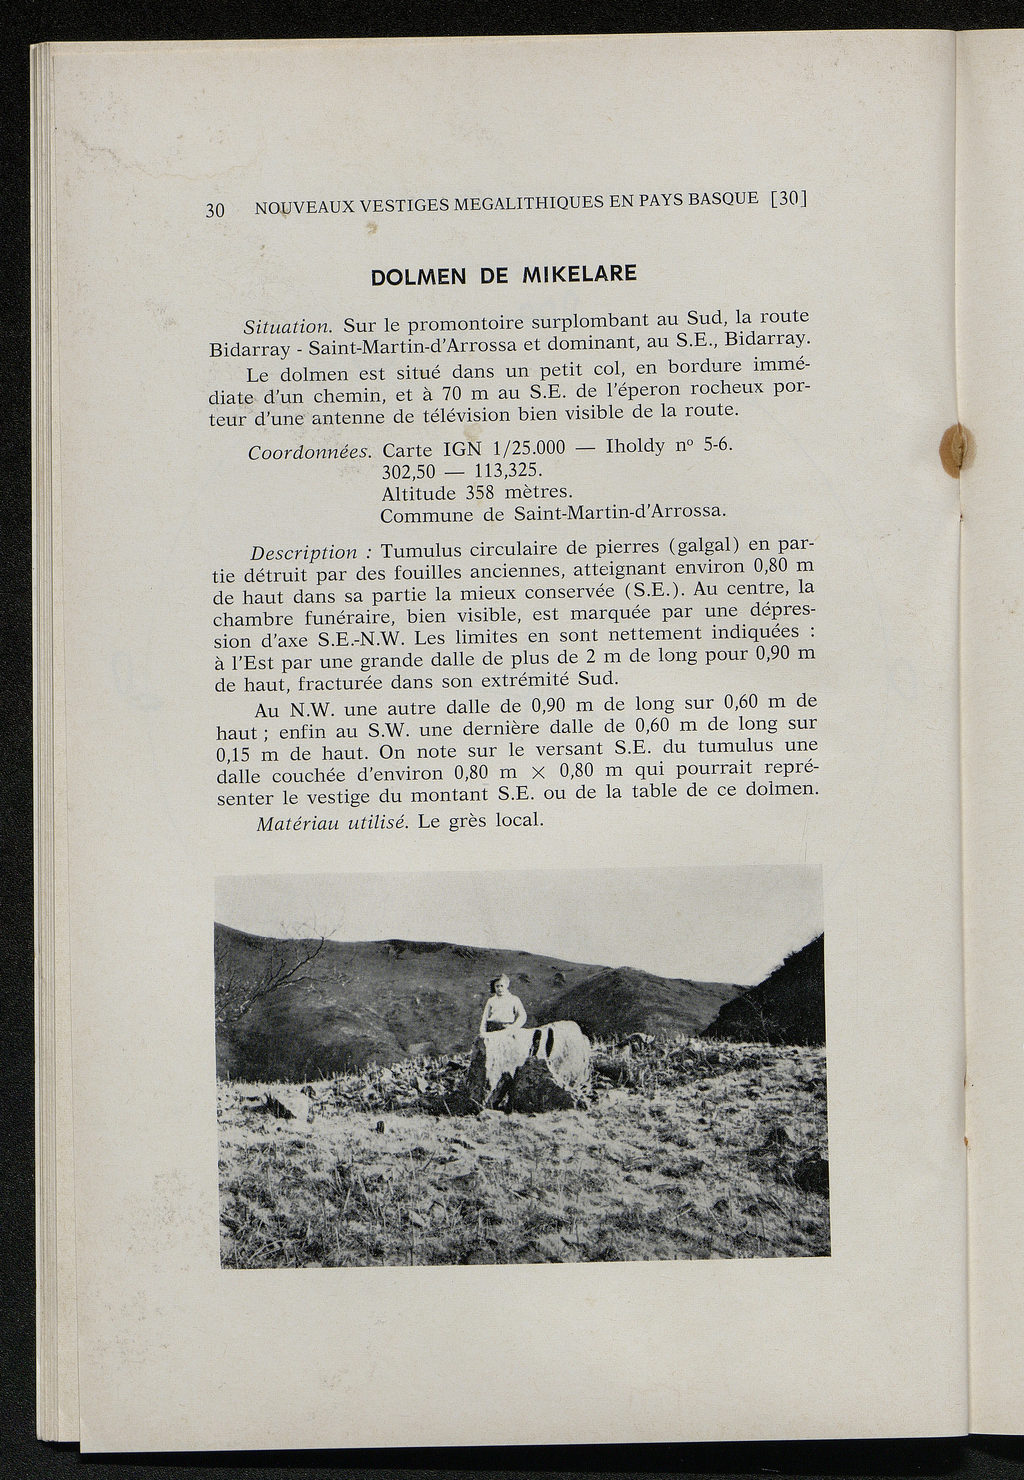 30 NOUVEAUX VESTIGES MEGALITHIQUES EN PAYS BASQUE [30]
DOLMEN DE MIKELARE
Situation. Sur le promontoire surplombant au Sud, la route
Bidarray - Saint-Martin-d'Arrossa et dominant, au S.E., Bidarray.
Le dolmen est situé dans un petit col, en bordure immé-
diate d'un chemin, et à 70 m au S.E. de l'éperon rocheux por-
teur d'une antenne de télévision bien visible de la route.
Coordonnées. Carte IGN 1/25.000 — Iholdy nº 5-6.
302,50 — 113,325.
Altitude 358 mètres.
Commune de Saint-Martin-d'Arrossa.
Description : Tumulus circulaire de pierres (galgal) en par-
tie détruit par des fouilles anciennes, atteignant environ 0,80 m
de haut dans sa partie la mieux conservée (S.E.). Au centre, la
chambre funéraire, bien visible, est marquée par une dépres-
sion d'axe S.E.-N.W. Les limites en sont nettement indiquées :
à l'Est par une grande dalle de plus de 2 m de long pour 0,90 m
de haut, fracturée dans son extrémité Sud.
Au N.W. une autre dalle de 0,90 m de long sur 0,60 m de
haut ; enfin au S.W. une dernière dalle de 0,60 m de long sur
0,15 m de haut. On note sur le versant S.E. du tumulus une
dalle couchée d'environ 0,80 m × 0,80 m qui pourrait repré-
senter le vestige du montant S.E. ou de la table de ce dolmen.
Matériau utilisé. Le grès local.